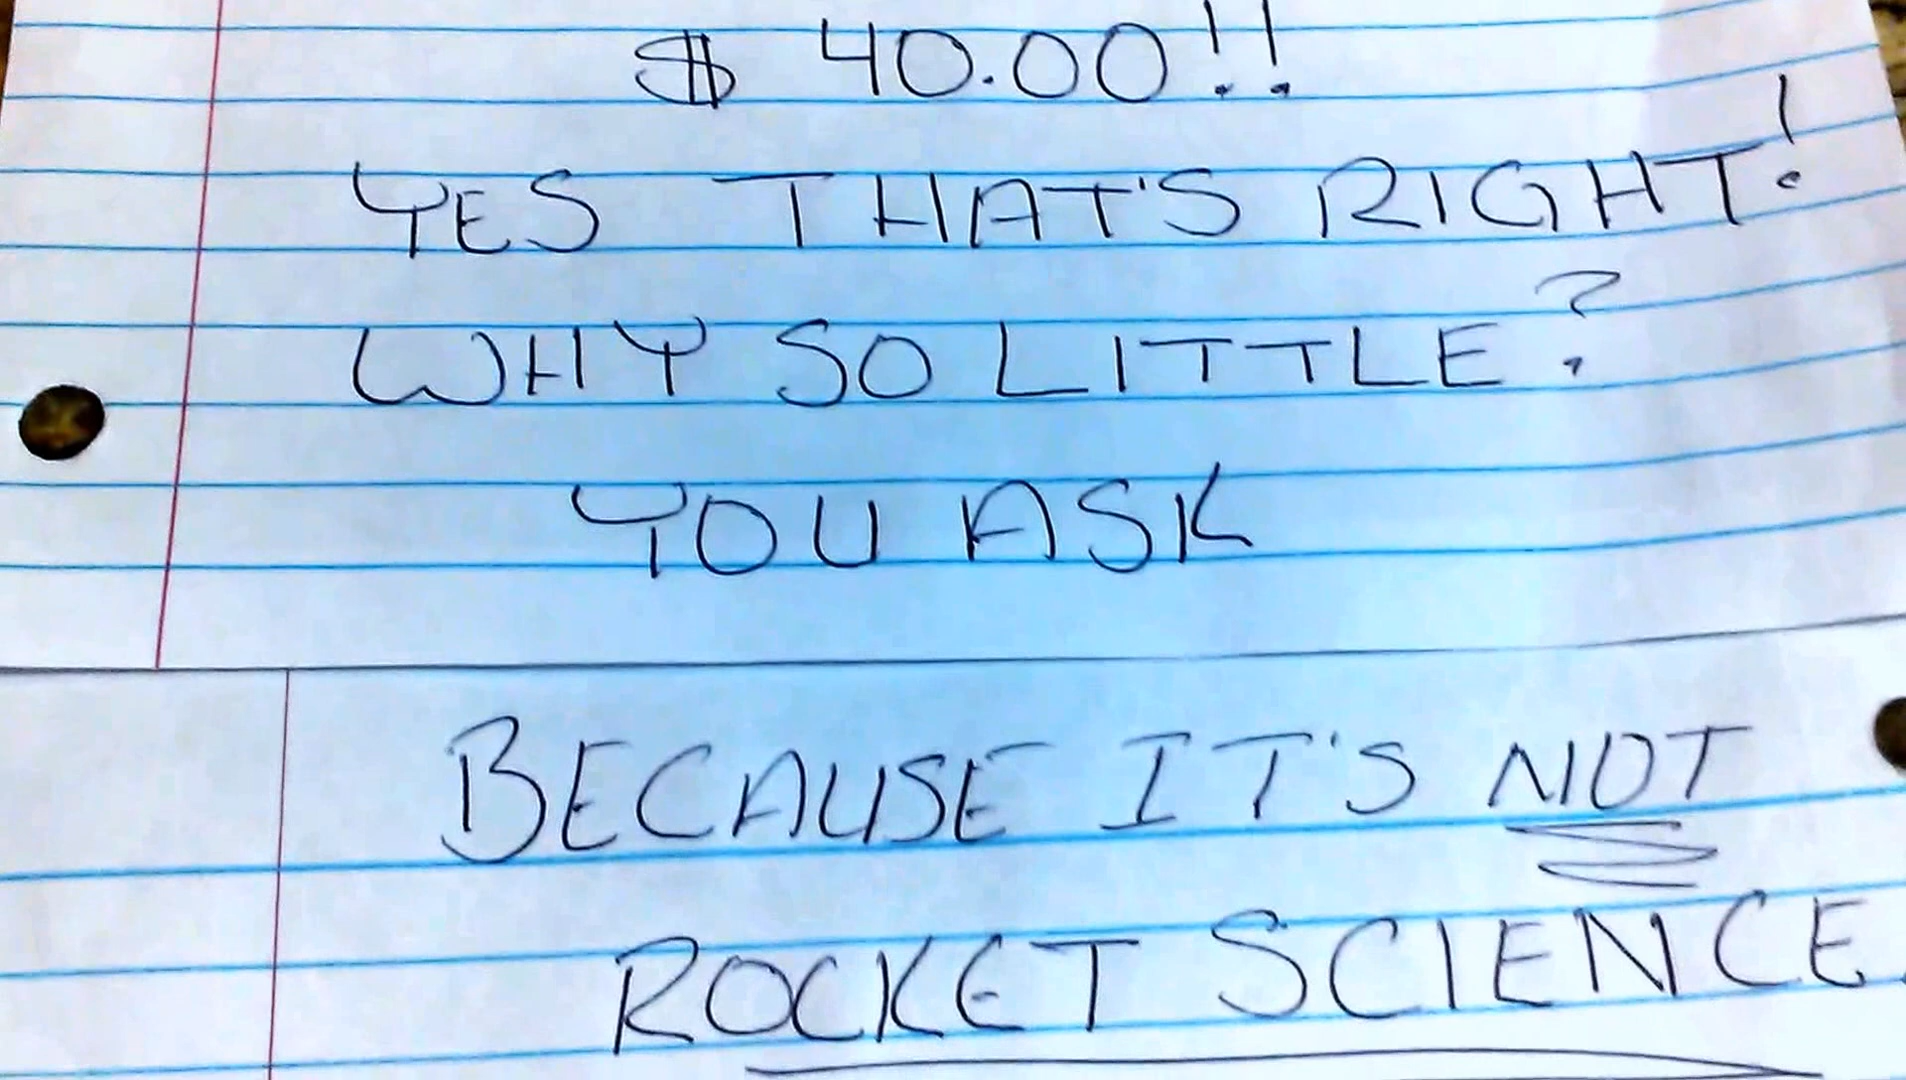 $ 40.00!!
YES THAT'S RIGHT!
WHY SO LITTLE?
YOU ASK
BECAUSE IT'S NOT
ROCKET SCIENCE.